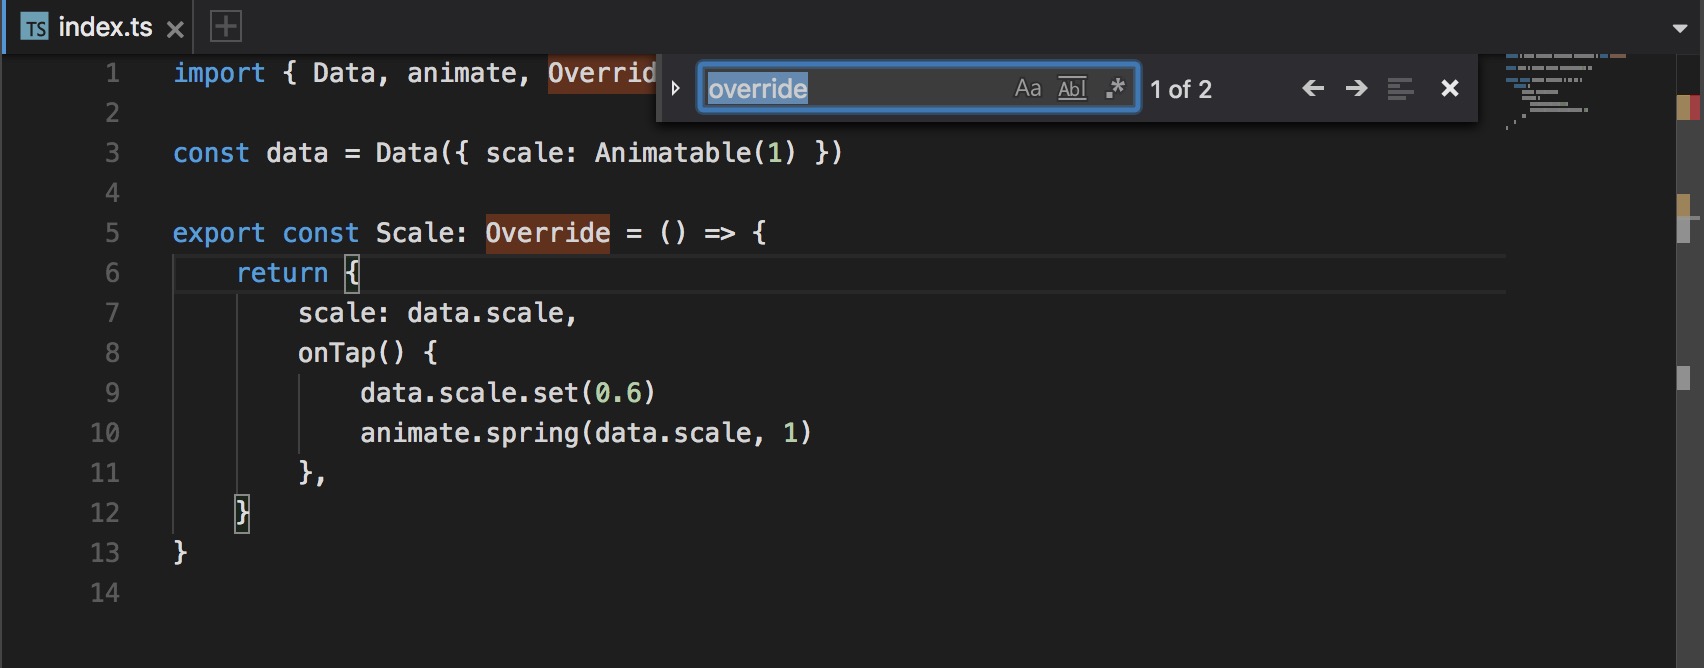 TS index.ts
1 import { Data, animate, Overrid
override Aa Abl .* 1 of 2
2
3 const data = Data({ scale: Animatable(1) })
4
5 export const Scale: Override = () => {
6 return {
7 scale: data.scale,
8 onTap() {
9 data.scale.set(0.6)
10 animate.spring(data.scale, 1)
11 },
12 }
13 }
14